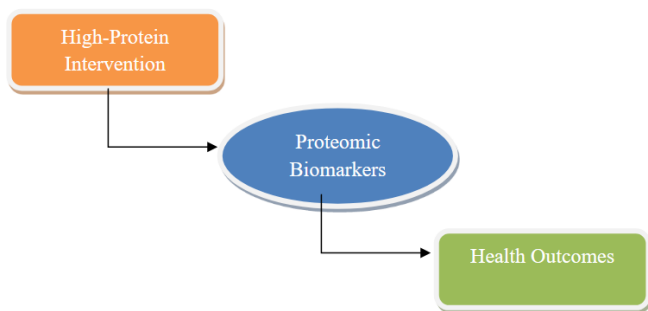 High-Protein
Intervention
Proteomic
Biomarkers
Health Outcomes